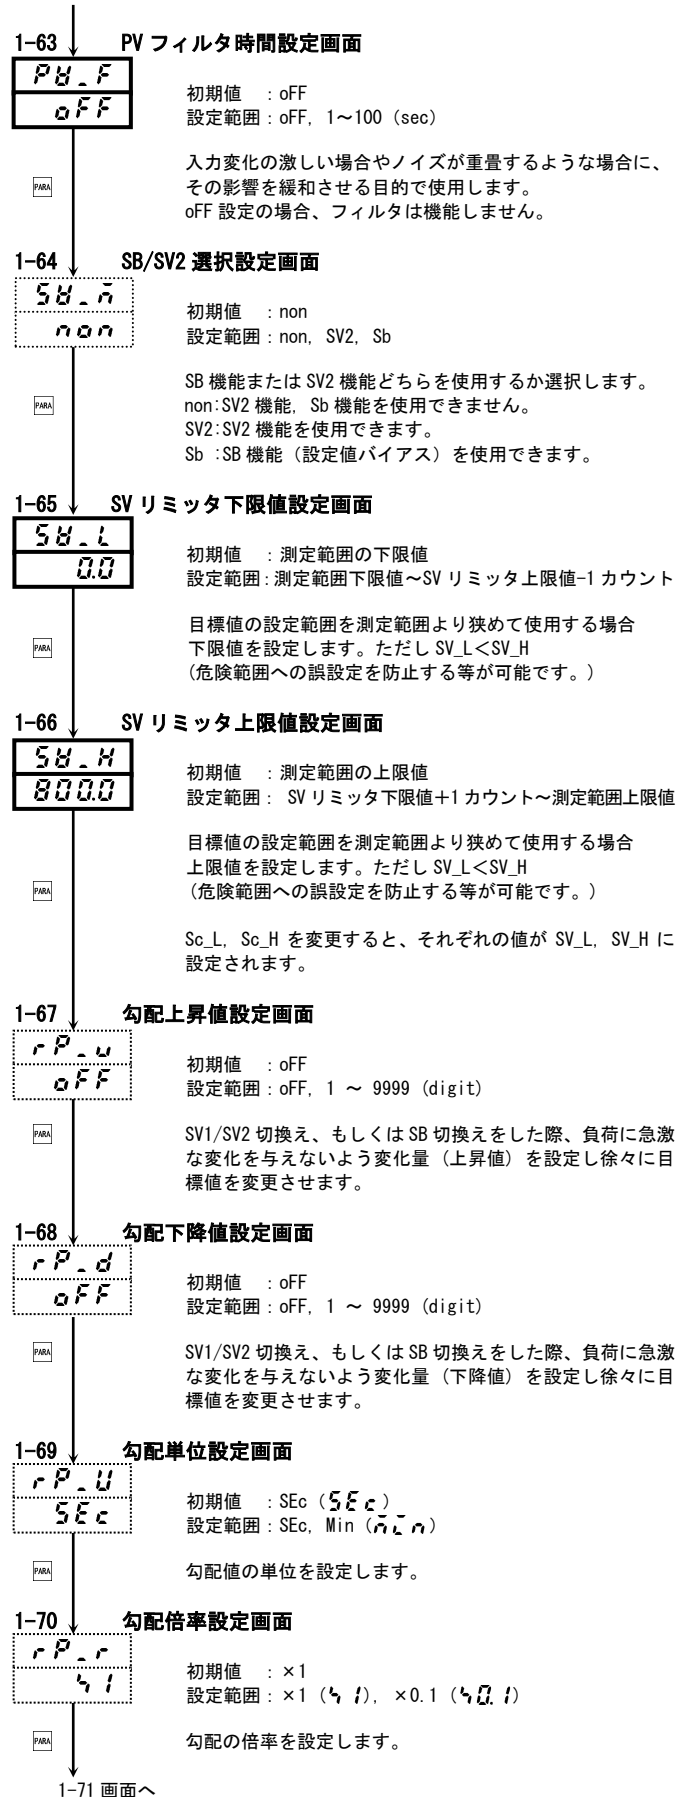 1-63 PV フィルタ時間設定画面
PV_F
oFF
初期値　：oFF
設定範囲：oFF, 1～100 (sec)
入力変化の激しい場合やノイズが重畳するような場合に、
PARA
その影響を緩和させる目的で使用します。
oFF 設定の場合、フィルタは機能しません。
1-64 SB/SV2 選択設定画面
SV_m
non
初期値　：non
設定範囲：non, SV2, Sb
SB 機能または SV2 機能どちらを使用するか選択します。
PARA
non:SV2 機能, Sb 機能を使用できません。
SV2:SV2 機能を使用できます。
Sb :SB 機能（設定値バイアス）を使用できます。
1-65 SV リミッタ下限値設定画面
SV_L
0.0
初期値　：測定範囲の下限値
設定範囲：測定範囲下限値～SV リミッタ上限値-1 カウント
目標値の設定範囲を測定範囲より狭めて使用する場合
PARA
下限値を設定します。ただし SV_L＜SV_H
(危険範囲への誤設定を防止する等が可能です。)
1-66 SV リミッタ上限値設定画面
SV_H
800.0
初期値　：測定範囲の上限値
設定範囲： SV リミッタ下限値＋1 カウント～測定範囲上限値
目標値の設定範囲を測定範囲より狭めて使用する場合
上限値を設定します。ただし SV_L＜SV_H
PARA
(危険範囲への誤設定を防止する等が可能です。)
Sc_L, Sc_H を変更すると、それぞれの値が SV_L, SV_H に
設定されます。
1-67 勾配上昇値設定画面
rP_u
oFF
初期値　：oFF
設定範囲：oFF, 1 ～ 9999 (digit)
PARA
SV1/SV2 切換え、もしくは SB 切換えをした際、負荷に急激
な変化を与えないよう変化量（上昇値）を設定し徐々に目
標値を変更させます。
1-68 勾配下降値設定画面
rP_d
oFF
初期値　：oFF
設定範囲：oFF, 1 ～ 9999 (digit)
PARA
SV1/SV2 切換え、もしくは SB 切換えをした際、負荷に急激
な変化を与えないよう変化量（下降値）を設定し徐々に目
標値を変更させます。
1-69 勾配単位設定画面
rP_U
SEc
初期値　：SEc（SEc）
設定範囲：SEc, Min（min）
PARA
勾配値の単位を設定します。
1-70 勾配倍率設定画面
rP_r
×1
初期値　：×1
設定範囲：×1（×1）, ×0.1（×0.1）
PARA
勾配の倍率を設定します。
1-71 画面へ